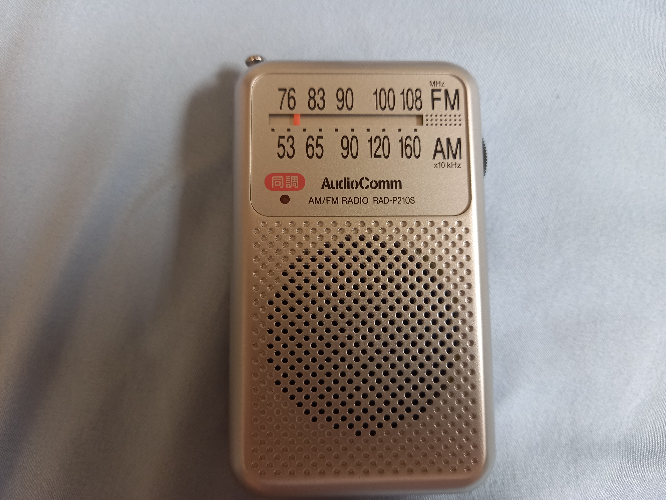 MHz
76 83 90 100 108 FM
53 65 90 120 160 AM
x10 kHz
同調 AudioComm
AM/FM RADIO RAD-P210S